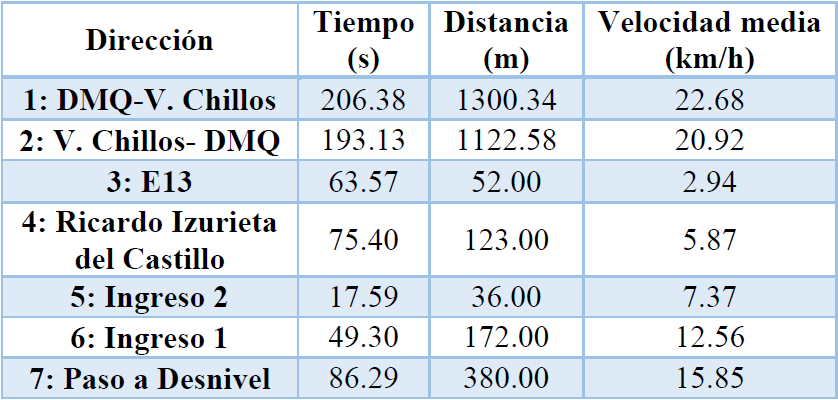 Dirección Tiempo (s) Distancia (m) Velocidad media (km/h)
1: DMQ-V. Chillos 206.38 1300.34 22.68
2: V. Chillos- DMQ 193.13 1122.58 20.92
3: E13 63.57 52.00 2.94
4: Ricardo Izurieta del Castillo 75.40 123.00 5.87
5: Ingreso 2 17.59 36.00 7.37
6: Ingreso 1 49.30 172.00 12.56
7: Paso a Desnivel 86.29 380.00 15.85